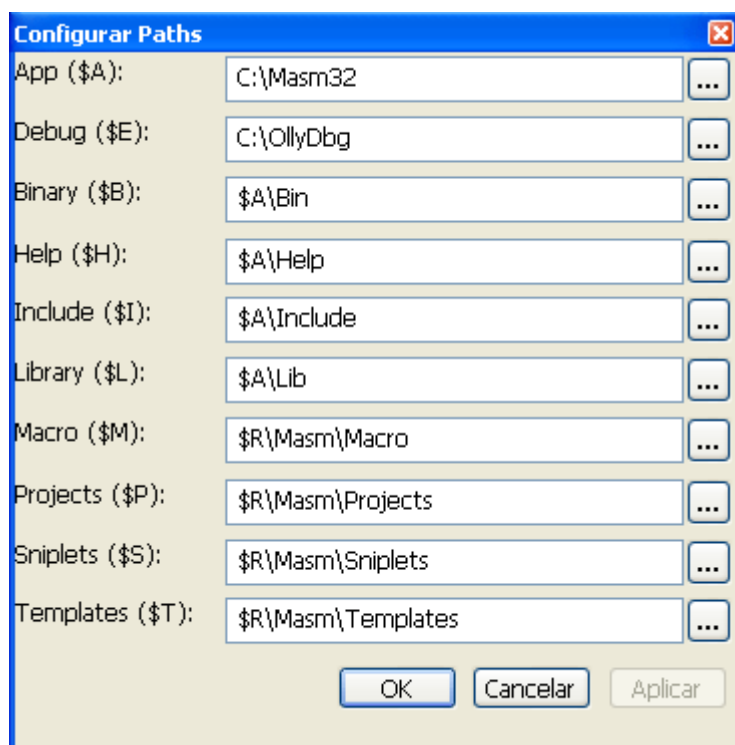 Configurar Paths
App ($A): C:\Masm32 ...
Debug ($E): C:\OllyDbg ...
Binary ($B): $A\Bin ...
Help ($H): $A\Help ...
Include ($I): $A\Include ...
Library ($L): $A\Lib ...
Macro ($M): $R\Masm\Macro ...
Projects ($P): $R\Masm\Projects ...
Sniplets ($S): $R\Masm\Sniplets ...
Templates ($T): $R\Masm\Templates ...
OK Cancelar Aplicar